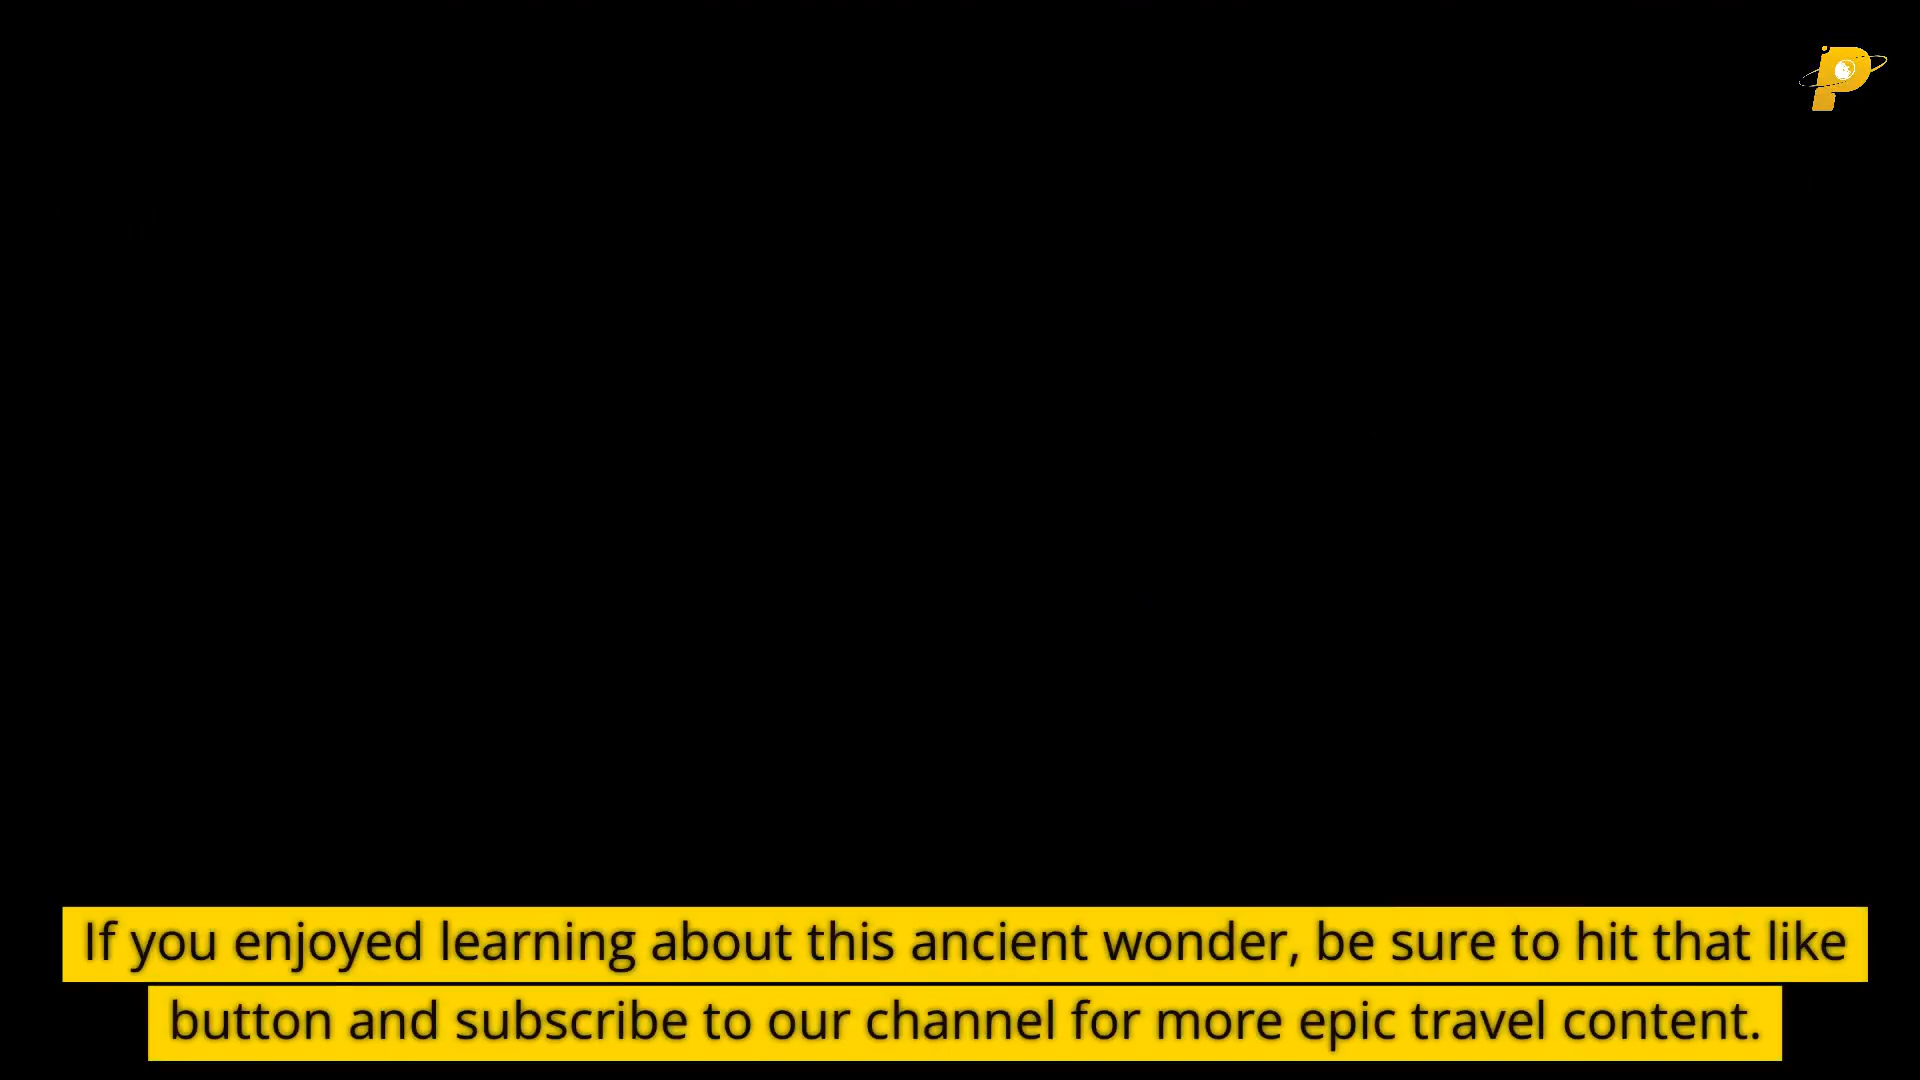 If you enjoyed learning about this ancient wonder, be sure to hit that like
button and subscribe to our channel for more epic travel content.